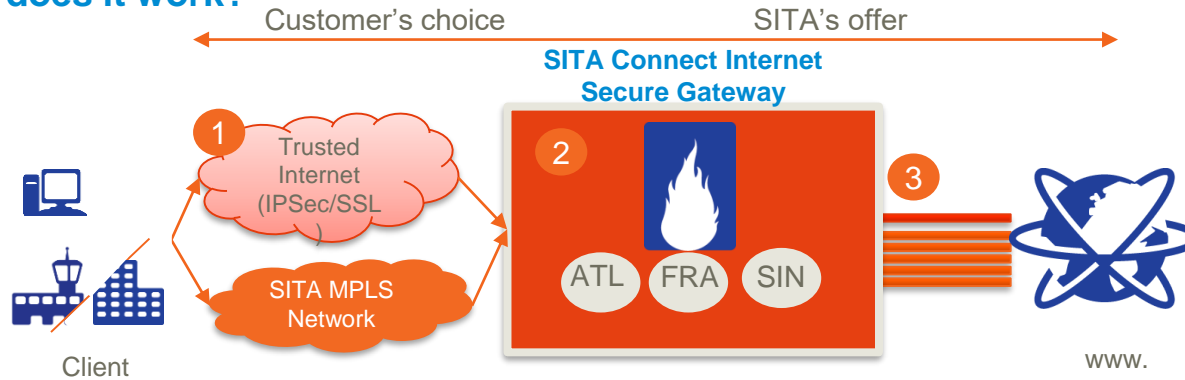 does it work?
Customer's choice
SITA's offer
SITA Connect Internet
Secure Gateway
1
Trusted
Internet
(IPSec/SSL
)
SITA MPLS
Network
2
ATL
FRA
SIN
3
Client
www.